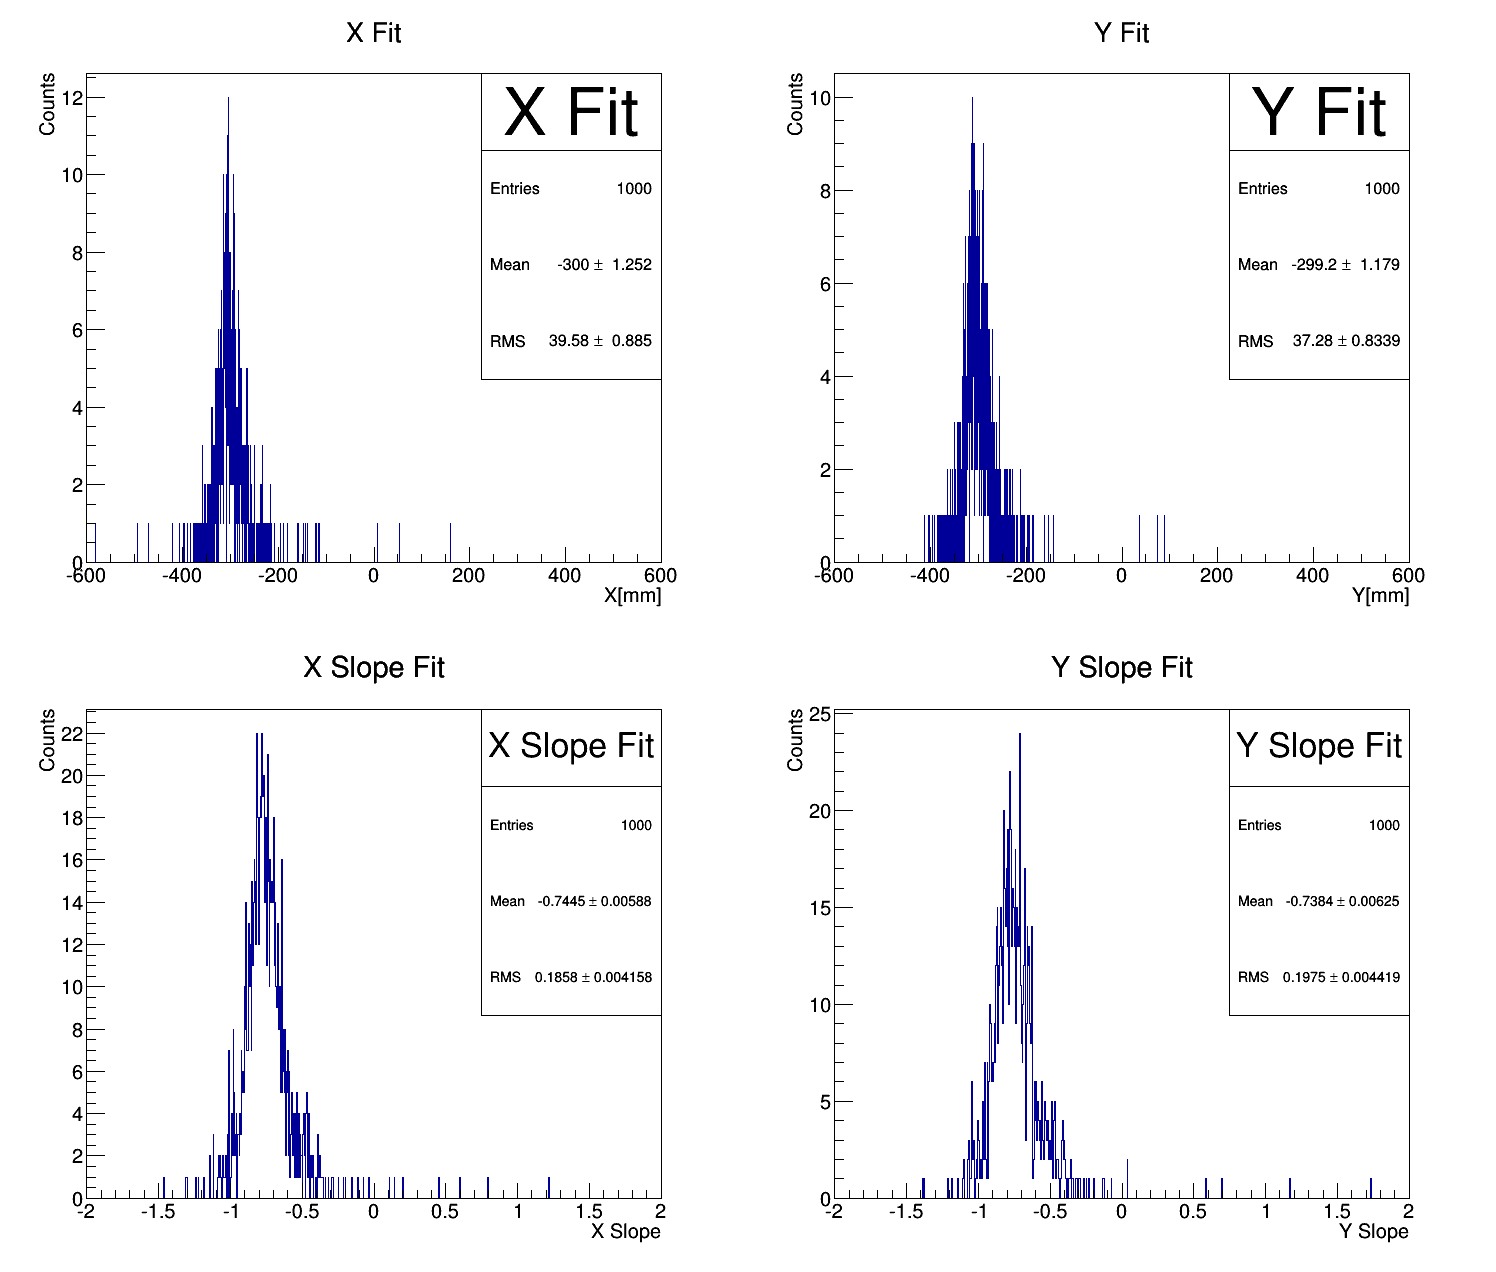 X Fit
Counts
12
10
8
6
4
2
0
-600 -400 -200 0 200 400 600
X[mm]
X Fit
Entries 1000
Mean -300 ± 1.252
RMS 39.58 ± 0.885
Y Fit
Counts
10
8
6
4
2
0
-600 -400 -200 0 200 400 600
Y[mm]
Y Fit
Entries 1000
Mean -299.2 ± 1.179
RMS 37.28 ± 0.8339
X Slope Fit
Counts
22
20
18
16
14
12
10
8
6
4
2
0
-2 -1.5 -1 -0.5 0 0.5 1 1.5 2
X Slope
X Slope Fit
Entries 1000
Mean -0.7445 ± 0.00588
RMS 0.1858 ± 0.004158
Y Slope Fit
Counts
25
20
15
10
5
0
-2 -1.5 -1 -0.5 0 0.5 1 1.5 2
Y Slope
Y Slope Fit
Entries 1000
Mean -0.7384 ± 0.00625
RMS 0.1975 ± 0.004419